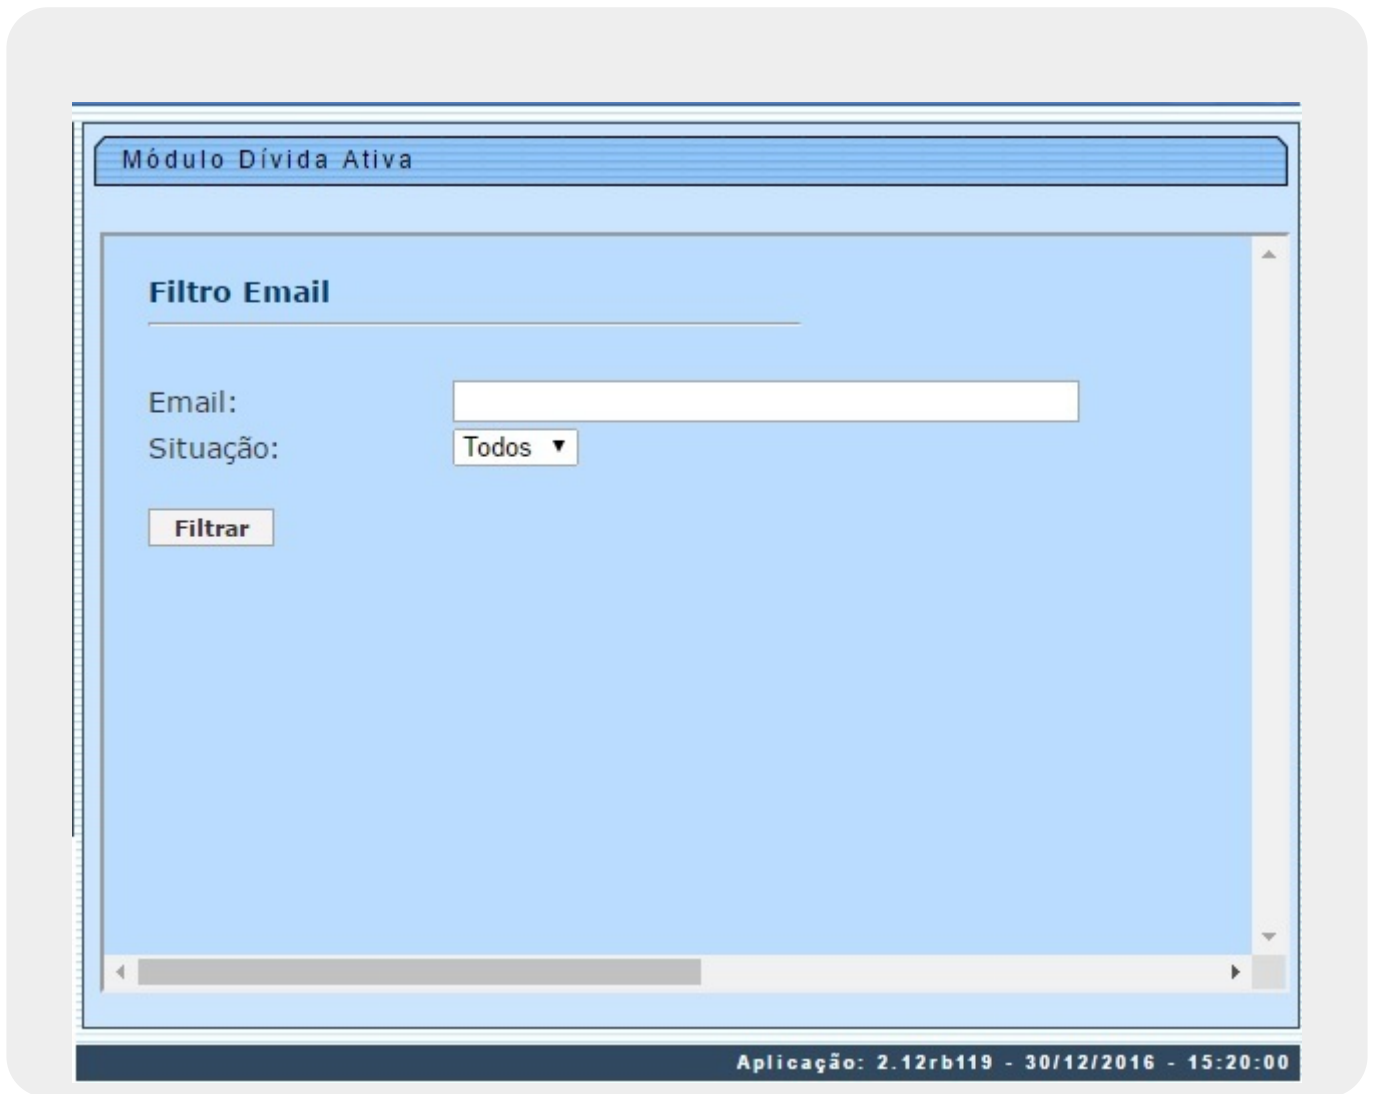 Módulo Dívida Ativa
Filtro Email
Email:
Situação: Todos
Filtrar
Aplicação: 2.12rb119 - 30/12/2016 - 15:20:00